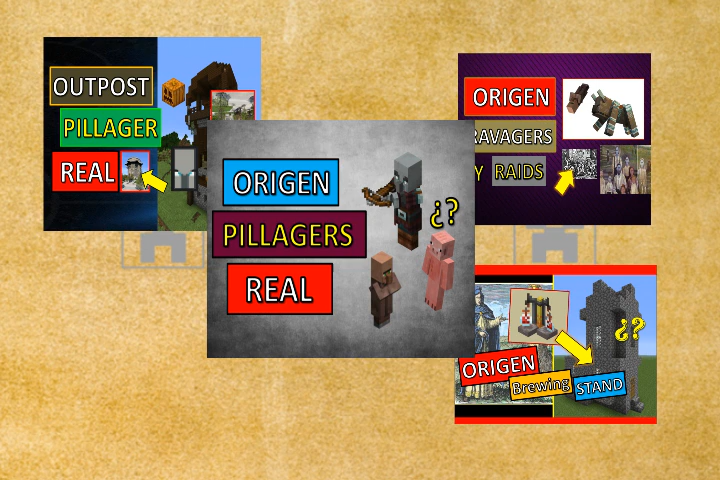 OUTPOST
PILLAGER
REAL
ORIGEN
PILLAGERS
REAL
¿?
ORIGEN
RAVAGERS
Y RAIDS
¿?
ORIGEN
Brewing
STAND